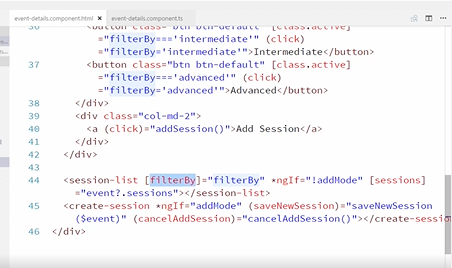 event-details.component.html × event-details.component.ts
36 <button class="btn btn-default" [class.active]
="filterBy==='intermediate'" (click)
="filterBy='intermediate'">Intermediate</button>
37 <button class="btn btn-default" [class.active]
="filterBy==='advanced'" (click)
="filterBy='advanced'">Advanced</button>
38 </div>
39 <div class="col-md-2">
40 <a (click)="addSession()">Add Session</a>
41 </div>
42 </div>
43
44 <session-list [filterBy]="filterBy" *ngIf="!addMode" [sessions]
="event?.sessions"></session-list>
45 <create-session *ngIf="addMode" (saveNewSession)="saveNewSession
($event)" (cancelAddSession)="cancelAddSession()"></create-session
46 </div>